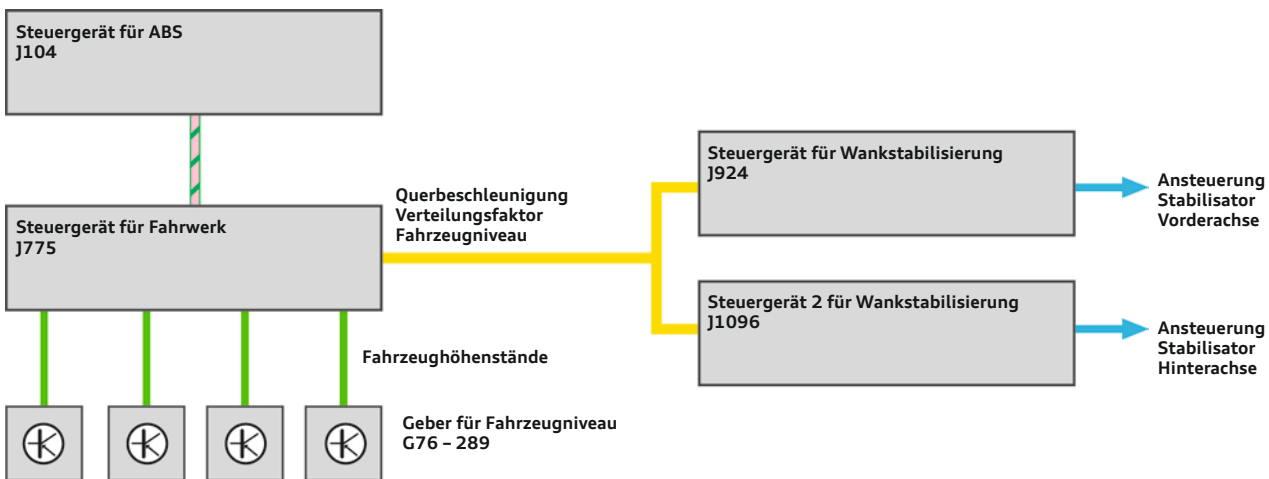 Steuergerät für ABS
J104
Steuergerät für Fahrwerk
J775
Querbeschleunigung
Verteilungsfaktor
Fahrzeugniveau
Steuergerät für Wankstabilisierung
J924
Ansteuerung
Stabilisator
Vorderachse
Steuergerät 2 für Wankstabilisierung
J1096
Ansteuerung
Stabilisator
Hinterachse
Fahrzeughöhenstände
Geber für Fahrzeugniveau
G76 – 289